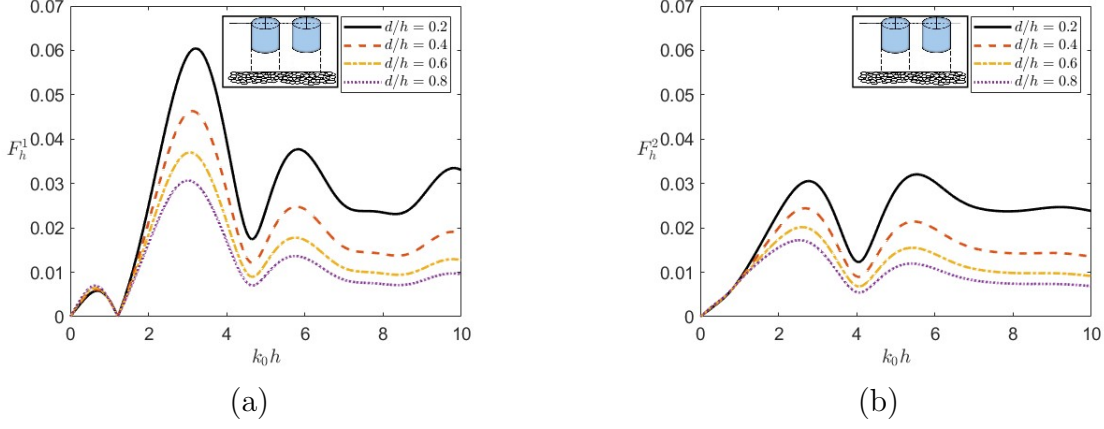 0.07
0.06
0.05
0.04
0.03
0.02
0.01
0
F_h^1
0 2 4 6 8 10
k_0h
d/h = 0.2
d/h = 0.4
d/h = 0.6
d/h = 0.8
(a)
0.07
0.06
0.05
0.04
0.03
0.02
0.01
0
F_h^2
0 2 4 6 8 10
k_0h
d/h = 0.2
d/h = 0.4
d/h = 0.6
d/h = 0.8
(b)